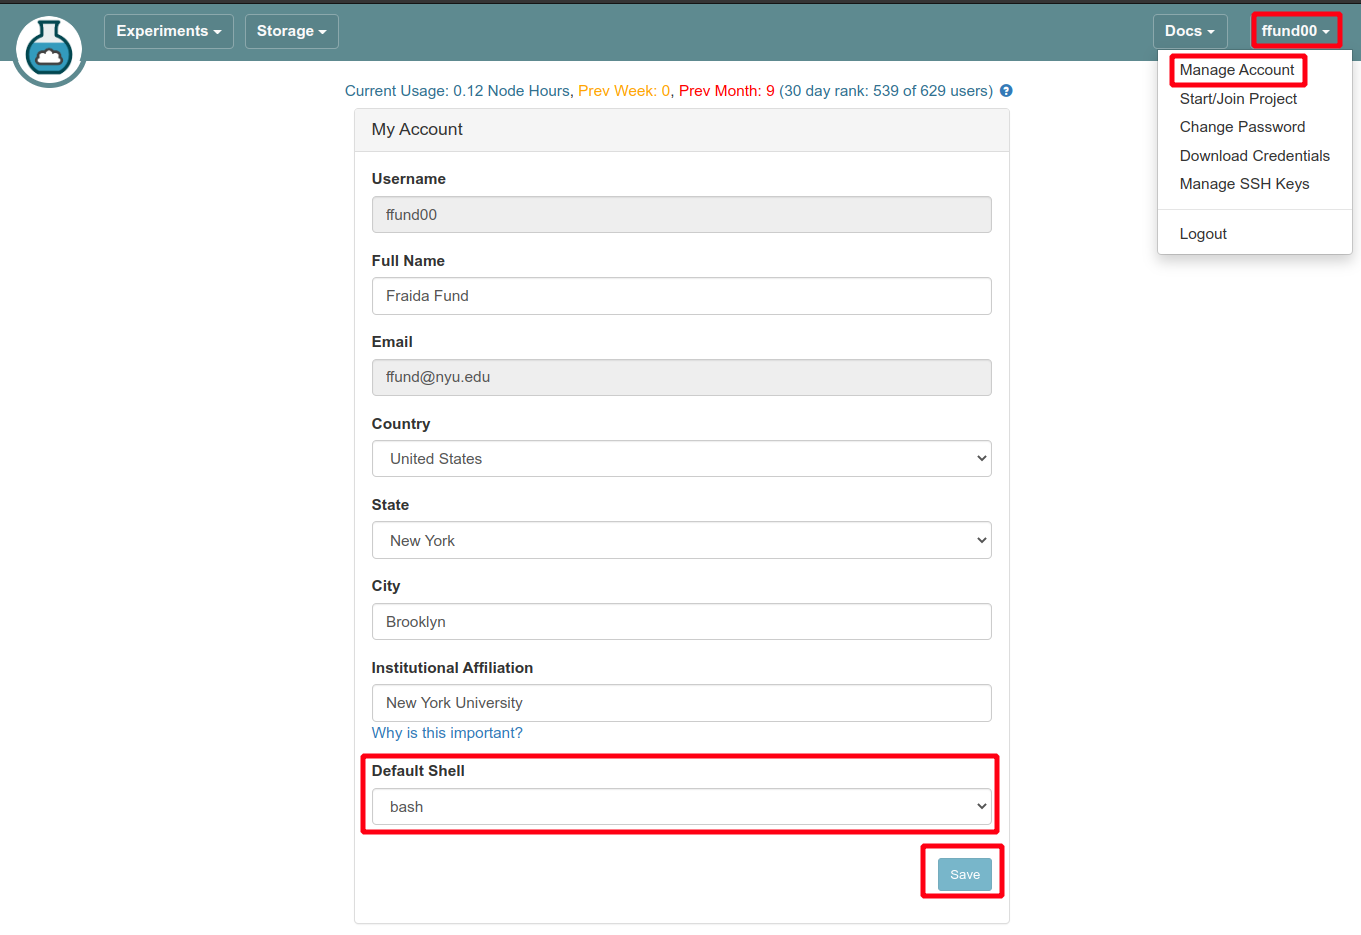 Experiments
Storage
Docs
ffund00
Manage Account
Start/Join Project
Change Password
Download Credentials
Manage SSH Keys
Logout
Current Usage: 0.12 Node Hours, Prev Week: 0, Prev Month: 9 (30 day rank: 539 of 629 users)
My Account
Username
ffund00
Full Name
Fraida Fund
Email
ffund@nyu.edu
Country
United States
State
New York
City
Brooklyn
Institutional Affiliation
New York University
Why is this important?
Default Shell
bash
Save